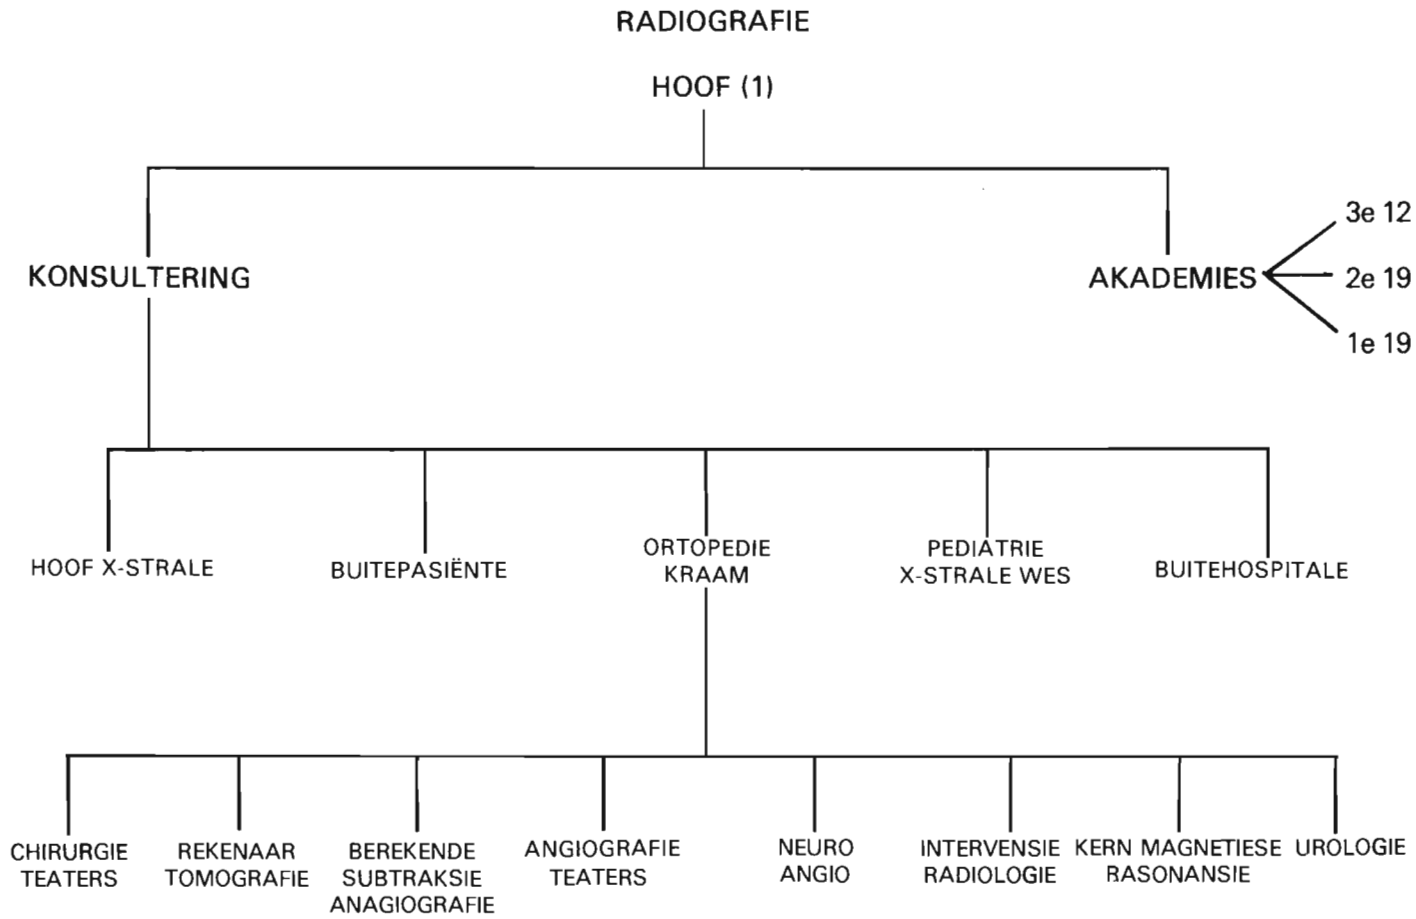 RADIOGRAFIE
HOOF (1)
3e 12
KONSULTERING
AKADEMIES
2e 19
1e 19
HOOF X-STRALE
BUITEPASIËNTE
ORTOPEDIE
KRAAM
PEDIATRIE
X-STRALE WES
BUITEHOSPITALE
CHIRURGIE
TEATERS
REKENAAR
TOMOGRAFIE
BEREKENDE
SUBTRAKSIE
ANAGIOGRAFIE
ANGIOGRAFIE
TEATERS
NEURO
ANGIO
INTERVENSIE
RADIOLOGIE
KERN MAGNETIESE
RASONANSIE
UROLOGIE